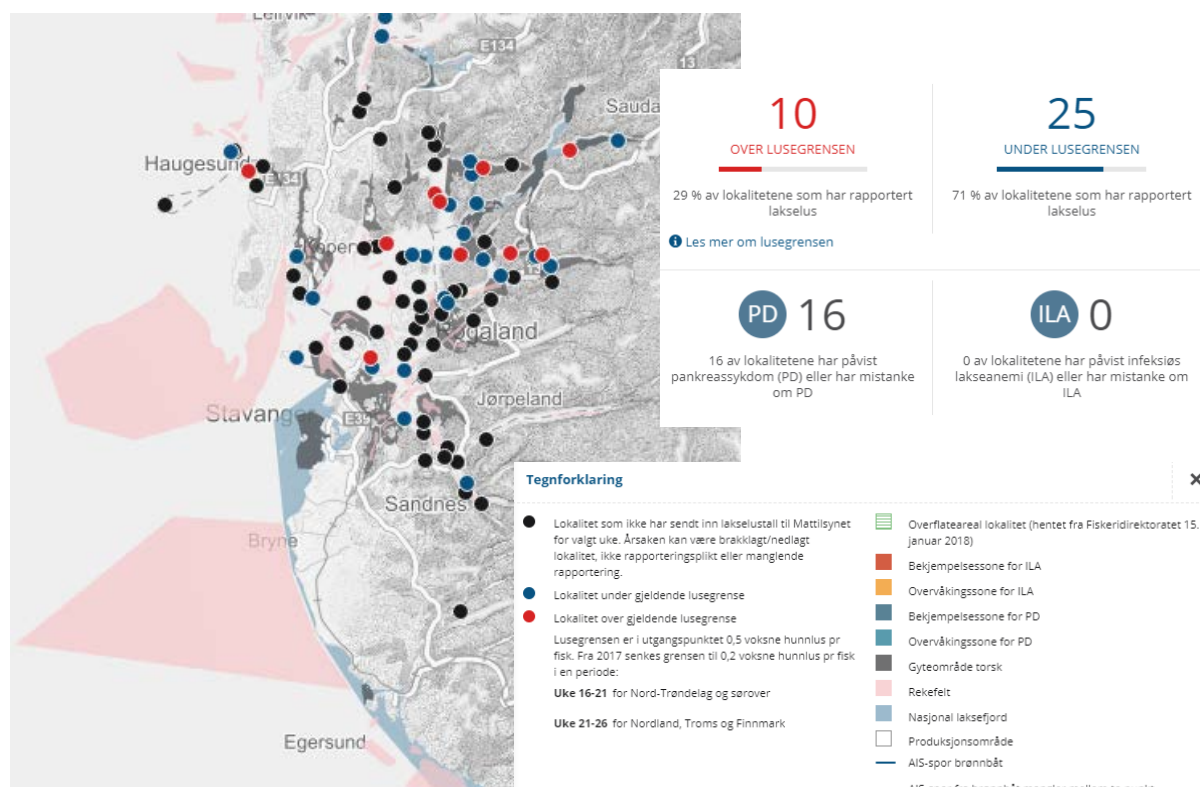 Leirvik
E134
13
Sauda
Haugesund
E134
Koper
13
Rogaland
Jørpeland
Stavanger
E39
Sandnes
Bryne
Egersund
10
OVER LUSEGRENSEN
29 % av lokalitetene som har rapportert
lakselus
Les mer om lusegrensen
25
UNDER LUSEGRENSEN
71 % av lokalitetene som har rapportert
lakselus
PD 16
16 av lokalitetene har påvist
pankreassykdom (PD) eller har mistanke
om PD
ILA 0
0 av lokalitetene har påvist infeksiøs
lakseanemi (ILA) eller har mistanke om
ILA
Tegnforklaring
Lokalitet som ikke har sendt inn lakselustall til Mattilsynet
for valgt uke. Årsaken kan være brakklagt/nedlagt
lokalitet, ikke rapporteringsplikt eller manglende
rapportering.
Lokalitet under gjeldende lusegrense
Lokalitet over gjeldende lusegrense
Lusegrensen er i utgangspunktet 0,5 voksne hunnlus pr
fisk. Fra 2017 senkes grensen til 0,2 voksne hunnlus pr fisk
i en periode:
Uke 16-21 for Nord-Trøndelag og sørover
Uke 21-26 for Nordland, Troms og Finnmark
Overflateareal lokalitet (hentet fra Fiskeridirektoratet 15.
januar 2018)
Bekjempelsessone for ILA
Overvåkingssone for ILA
Bekjempelsessone for PD
Overvåkingssone for PD
Gyteområde torsk
Rekefelt
Nasjonal laksefjord
Produksjonsområde
AIS-spor brønnbåt